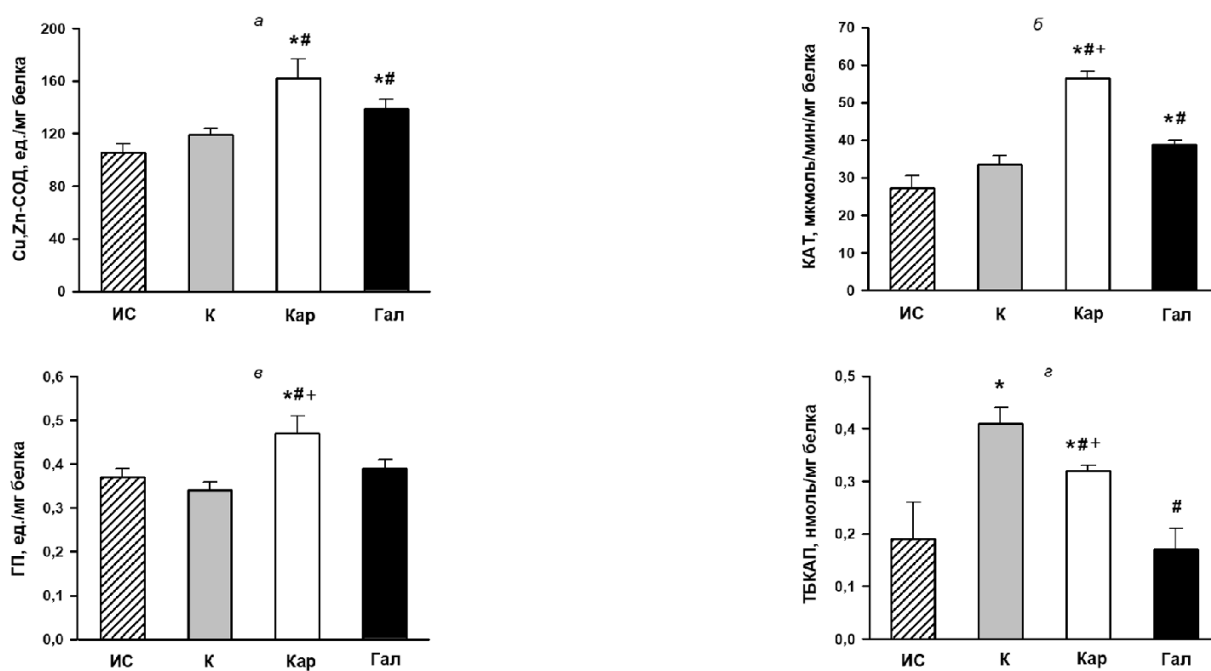 а
Cu,Zn-СОД, ед./мг белка
200
160
120
80
40
0
*#
*#
ИС К Кар Гал
б
КАТ, мкмоль/мин/мг белка
70
60
50
40
30
20
10
0
*#+
*#
ИС К Кар Гал
в
ГП, ед./мг белка
0,6
0,5
0,4
0,3
0,2
0,1
0,0
*#+
ИС К Кар Гал
г
ТБКАП, нмоль/мг белка
0,5
0,4
0,3
0,2
0,1
0,0
*
*#+
#
ИС К Кар Гал